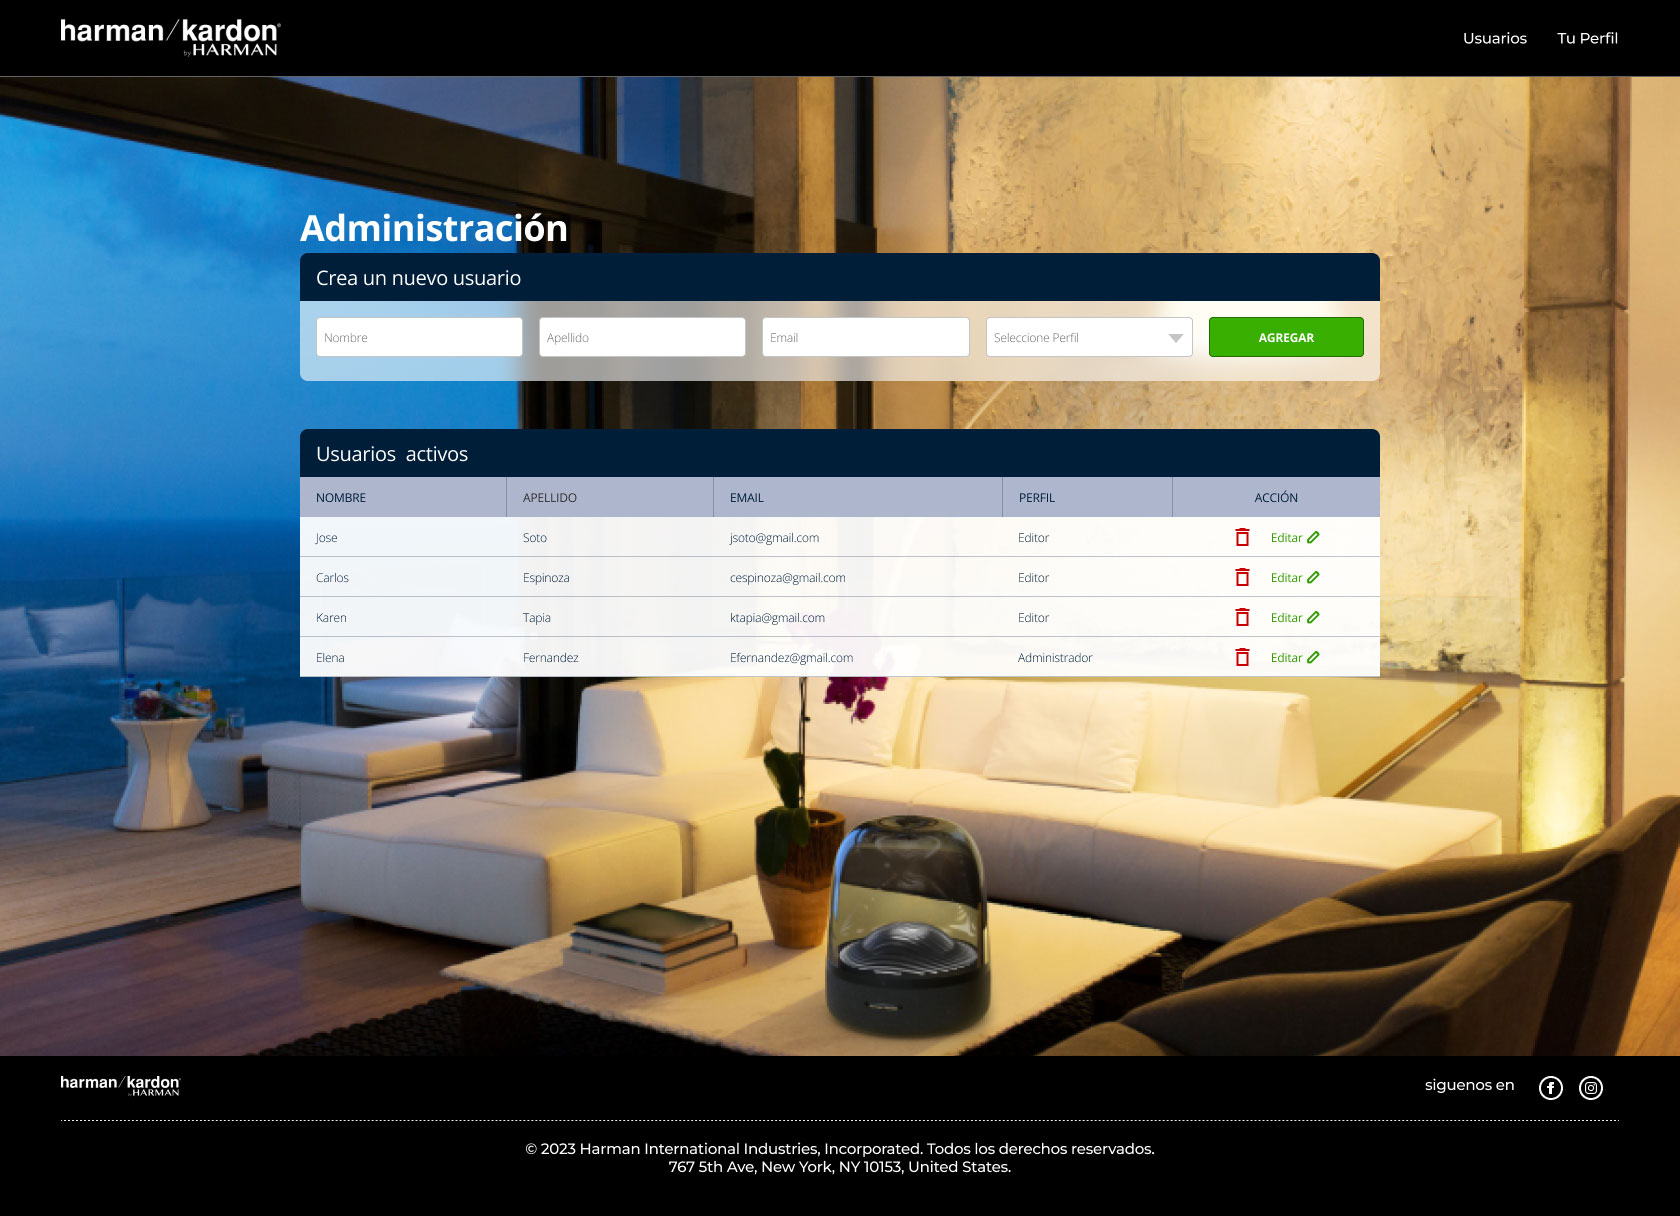 harman/kardon®
by HARMAN
Usuarios Tu Perfil
Administración
Crea un nuevo usuario
Nombre Apellido Email Seleccione Perfil AGREGAR
Usuarios activos
NOMBRE APELLIDO EMAIL PERFIL ACCIÓN
Jose Soto jsoto@gmail.com Editor Editar
Carlos Espinoza cespinoza@gmail.com Editor Editar
Karen Tapia ktapia@gmail.com Editor Editar
Elena Fernandez Efernandez@gmail.com Administrador Editar
harman/kardon
by HARMAN
siguenos en
© 2023 Harman International Industries, Incorporated. Todos los derechos reservados.
767 5th Ave, New York, NY 10153, United States.